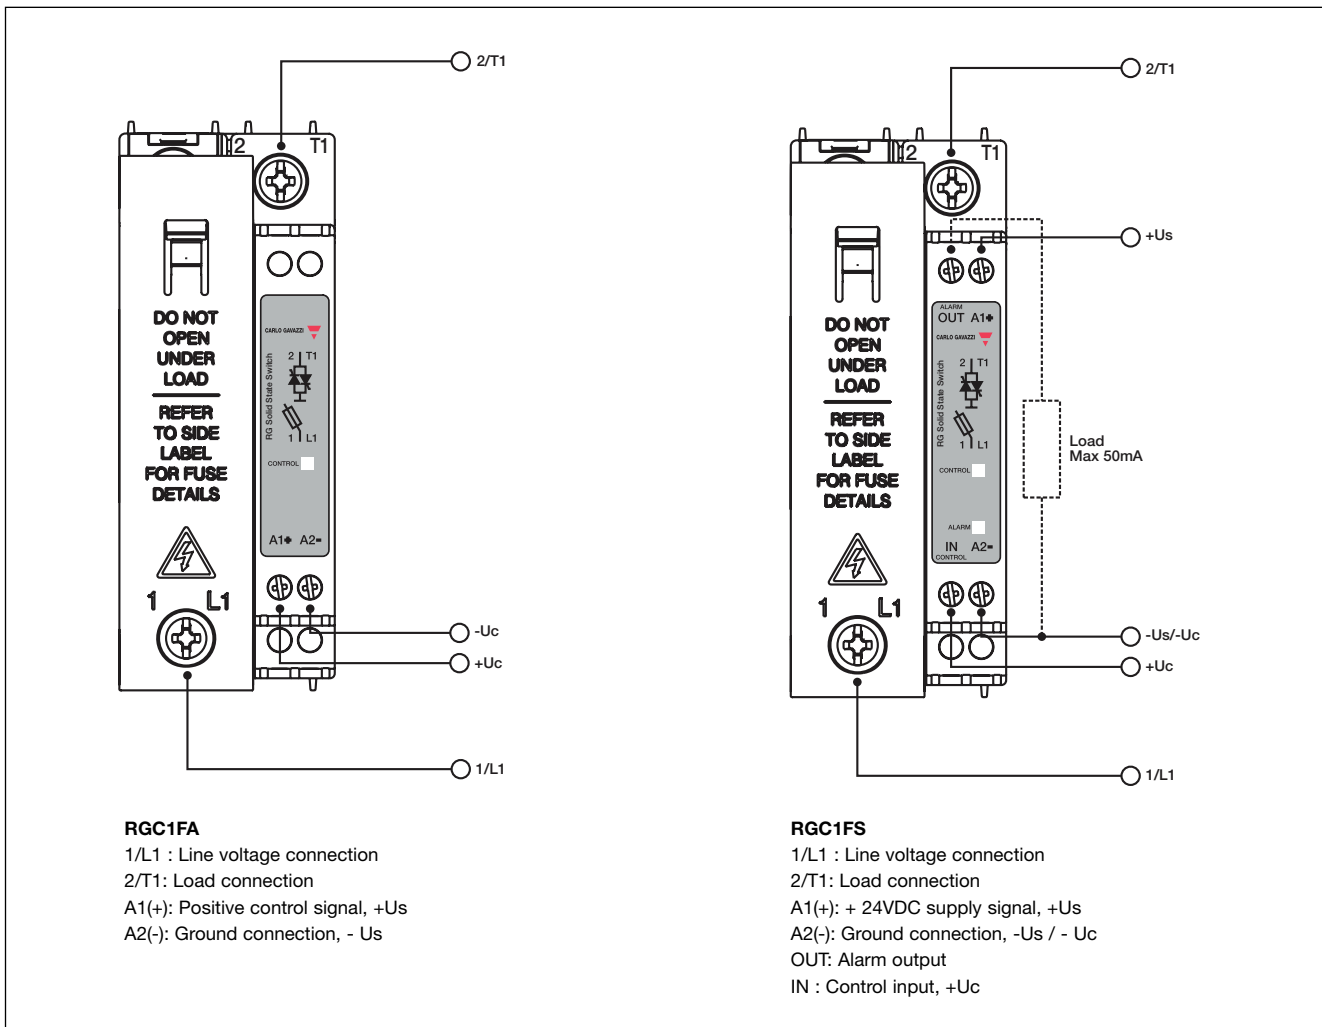 2/T1
2 T1
DO NOT
OPEN
UNDER
LOAD
REFER
TO SIDE
LABEL
FOR FUSE
DETAILS
1 L1
CARLO GAVAZZI
RG Solid State Switch
2 T1
1 L1
CONTROL
A1+ A2-
-Uc
+Uc
1/L1
RGC1FA
1/L1 : Line voltage connection
2/T1: Load connection
A1(+): Positive control signal, +Us
A2(-): Ground connection, - Us
2/T1
2 T1
+Us
DO NOT
OPEN
UNDER
LOAD
REFER
TO SIDE
LABEL
FOR FUSE
DETAILS
1 L1
ALARM
OUT A1+
CARLO GAVAZZI
RG Solid State Switch
2 T1
1 L1
CONTROL
ALARM
IN A2-
CONTROL
Load
Max 50mA
-Us/-Uc
+Uc
1/L1
RGC1FS
1/L1 : Line voltage connection
2/T1: Load connection
A1(+): + 24VDC supply signal, +Us
A2(-): Ground connection, -Us / - Uc
OUT: Alarm output
IN : Control input, +Uc